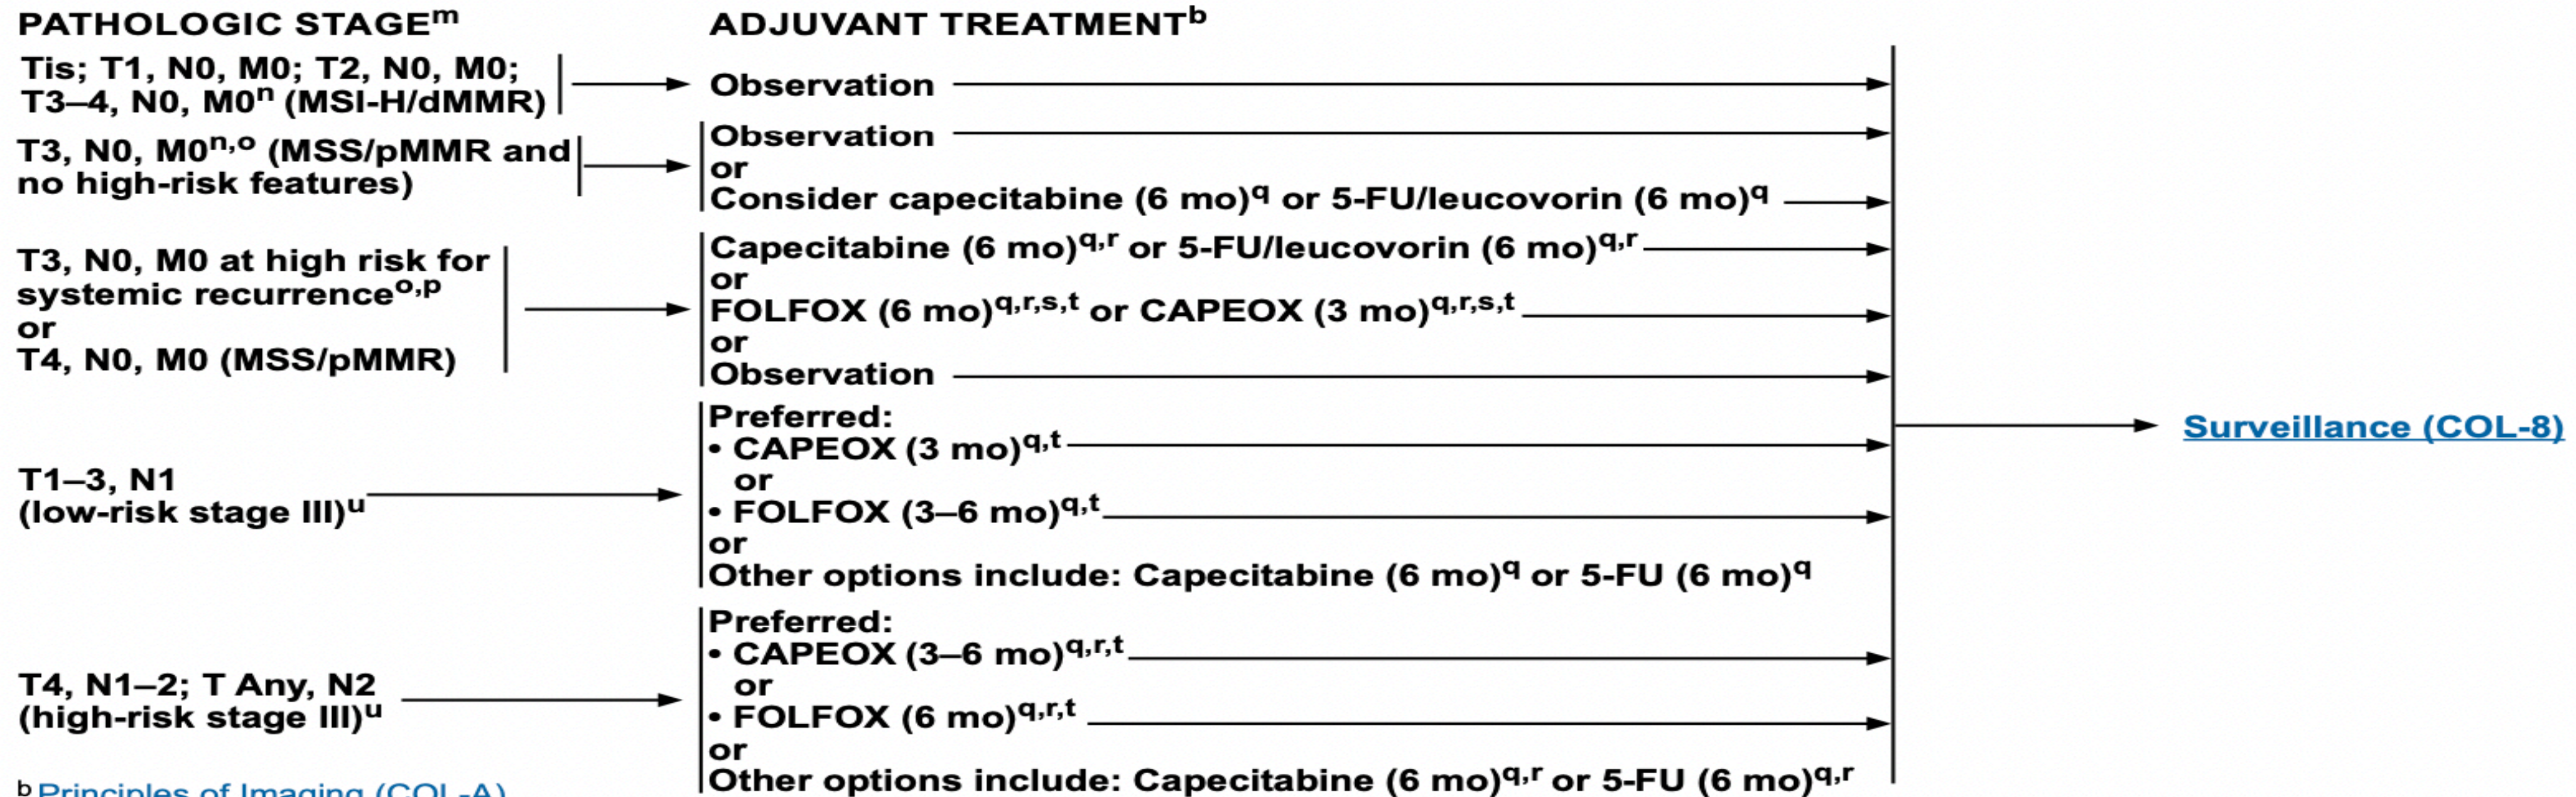 PATHOLOGIC STAGEᵐ
ADJUVANT TREATMENTᵇ
Tis; T1, N0, M0; T2, N0, M0;
T3–4, N0, M0ⁿ (MSI-H/dMMR)
Observation
T3, N0, M0ⁿ,ᵒ (MSS/pMMR and
no high-risk features)
Observation
or
Consider capecitabine (6 mo)q or 5-FU/leucovorin (6 mo)q
T3, N0, M0 at high risk for
systemic recurrenceᵒ,ᵖ
or
T4, N0, M0 (MSS/pMMR)
Capecitabine (6 mo)q,r or 5-FU/leucovorin (6 mo)q,r
or
FOLFOX (6 mo)q,r,s,t or CAPEOX (3 mo)q,r,s,t
or
Observation
T1–3, N1
(low-risk stage III)ᵘ
Preferred:
• CAPEOX (3 mo)q,t
or
• FOLFOX (3–6 mo)q,t
or
Other options include: Capecitabine (6 mo)q or 5-FU (6 mo)q
T4, N1–2; T Any, N2
(high-risk stage III)ᵘ
Preferred:
• CAPEOX (3–6 mo)q,r,t
or
• FOLFOX (6 mo)q,r,t
or
Other options include: Capecitabine (6 mo)q,r or 5-FU (6 mo)q,r
Surveillance (COL-8)
ᵇ Principles of Imaging (COL-A)